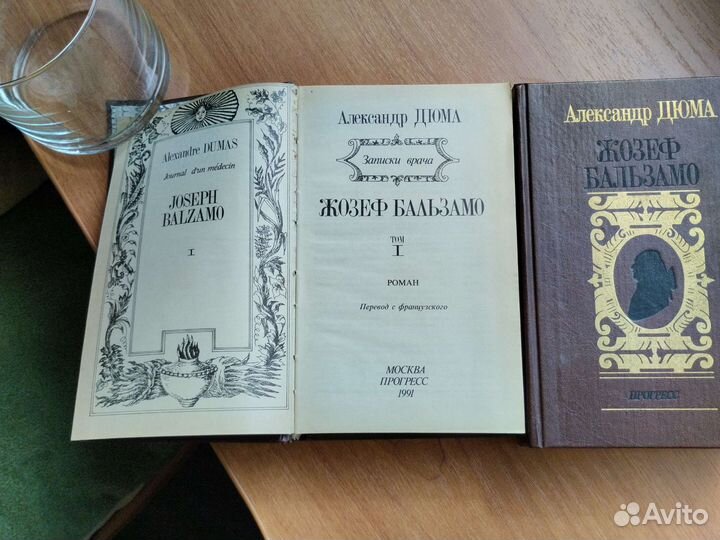 Alexandre DUMAS
Journal d'un médecin
JOSEPH
BALZAMO
I
Александр ДЮМА
Записки врача
ЖОЗЕФ БАЛЬЗАМО
ТОМ
I
РОМАН
Перевод с французского
МОСКВА
ПРОГРЕСС
1991
Александр ДЮМА
ЖОЗЕФ
БАЛЬЗАМО
ПРОГРЕСС
Avito